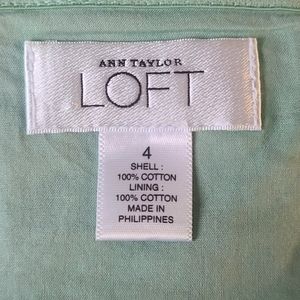 ANN TAYLOR
LOFT
4
SHELL :
100% COTTON
LINING :
100% COTTON
MADE IN
PHILIPPINES